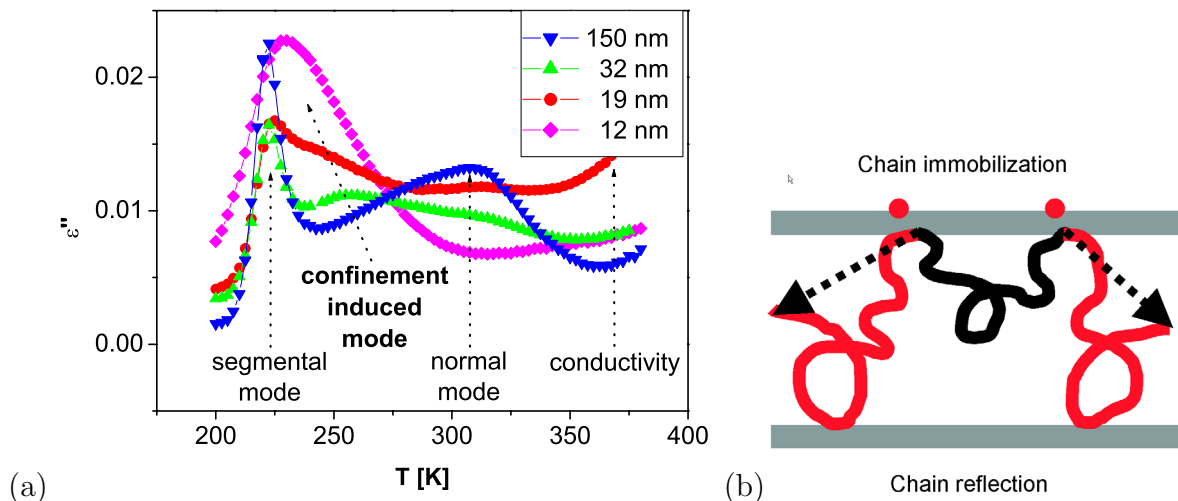 150 nm
32 nm
19 nm
12 nm
0.02
0.01
0.00
ε"
confinement
induced
mode
segmental
mode
normal
mode
conductivity
200
250
300
350
400
T [K]
(a)
Chain immobilization
Chain reflection
(b)